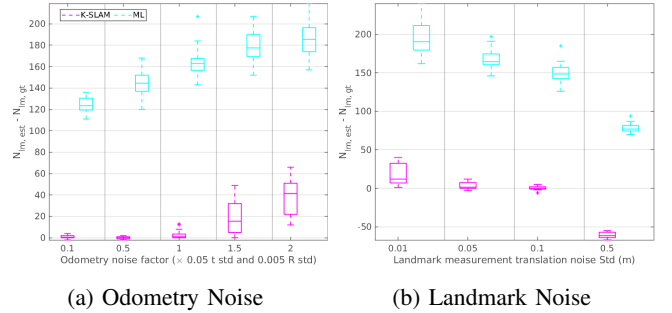 K-SLAM
ML
N_lm, est - N_lm, gt
200
180
160
140
120
100
80
60
40
20
0
0.1 0.5 1 1.5 2
Odometry noise factor (× 0.05 t std and 0.005 R std)
(a) Odometry Noise
N_lm, est - N_lm, gt
200
150
100
50
0
-50
0.01 0.05 0.1 0.5
Landmark measurement translation noise Std (m)
(b) Landmark Noise